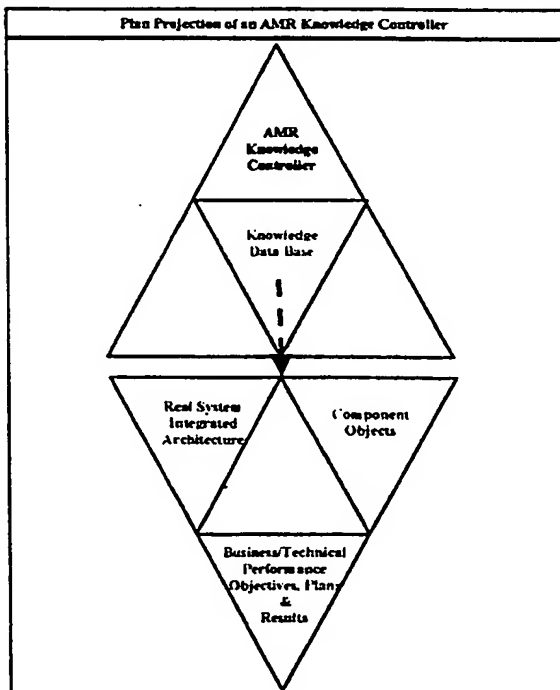 Plan Projection of an AMR Knowledge Controller
AMR
Knowledge
Controller
Knowledge
Data Base
Real System
Integrated
Architecture
Component
Objects
Business/Technical
Performance
Objectives, Plans
&
Results